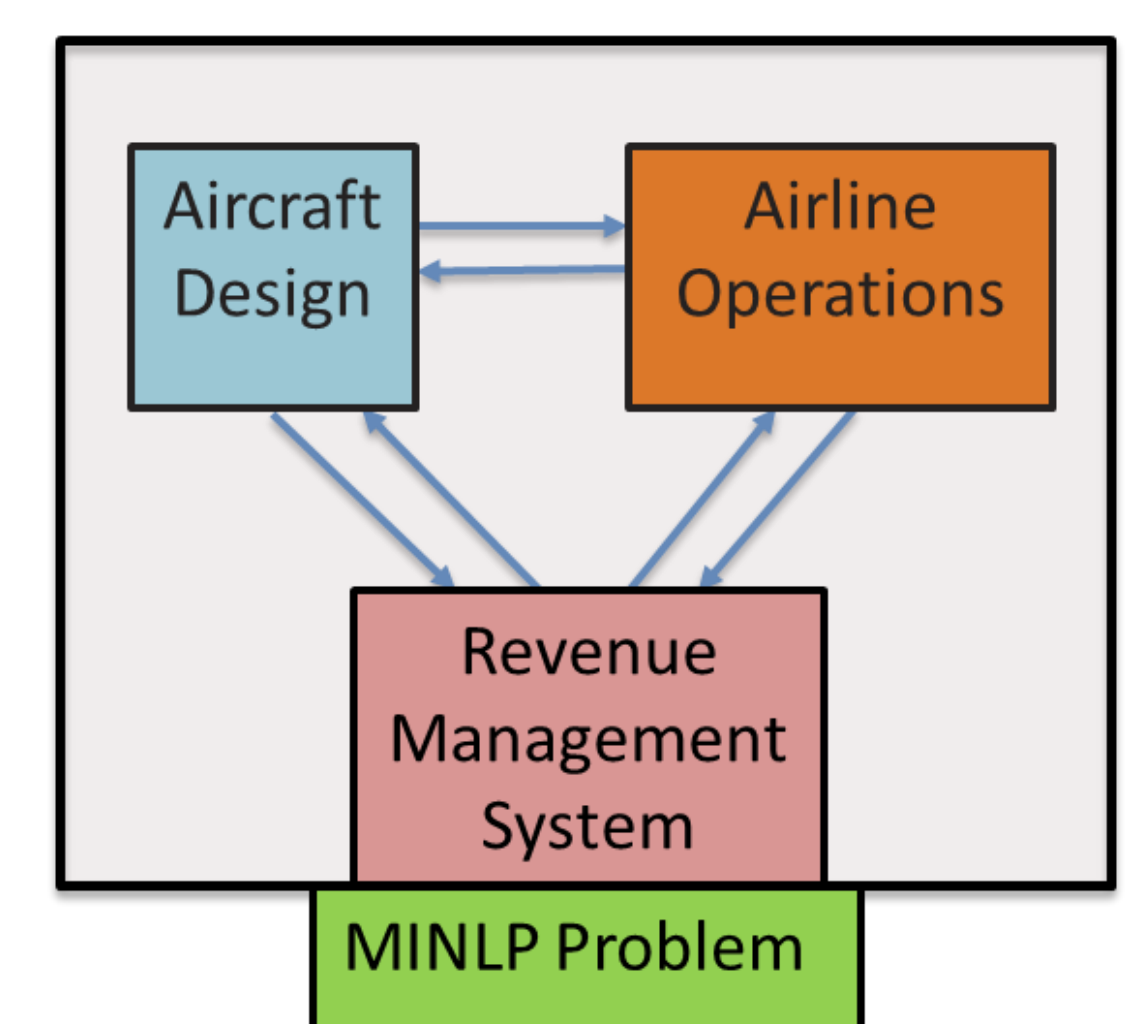 Aircraft
Design
Airline
Operations
Revenue
Management
System
MINLP Problem